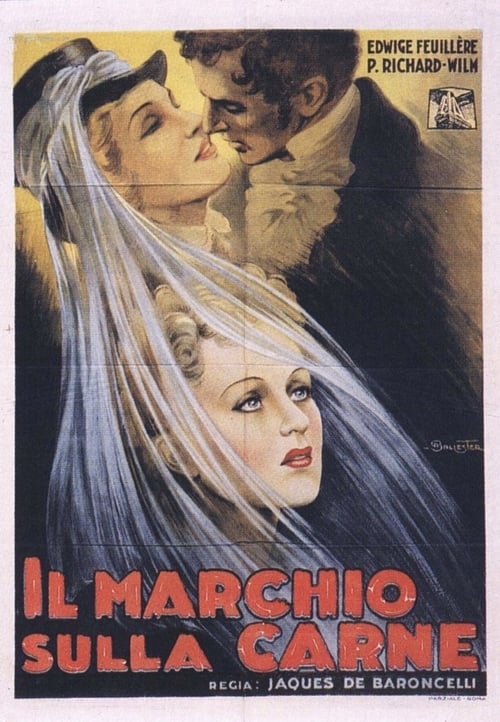 EDWIGE FEUILLÈRE
P. RICHARD-WILM
BALLESTER
IL MARCHIO
SULLA CARNE
REGIA: JAQUES DE BARONCELLI